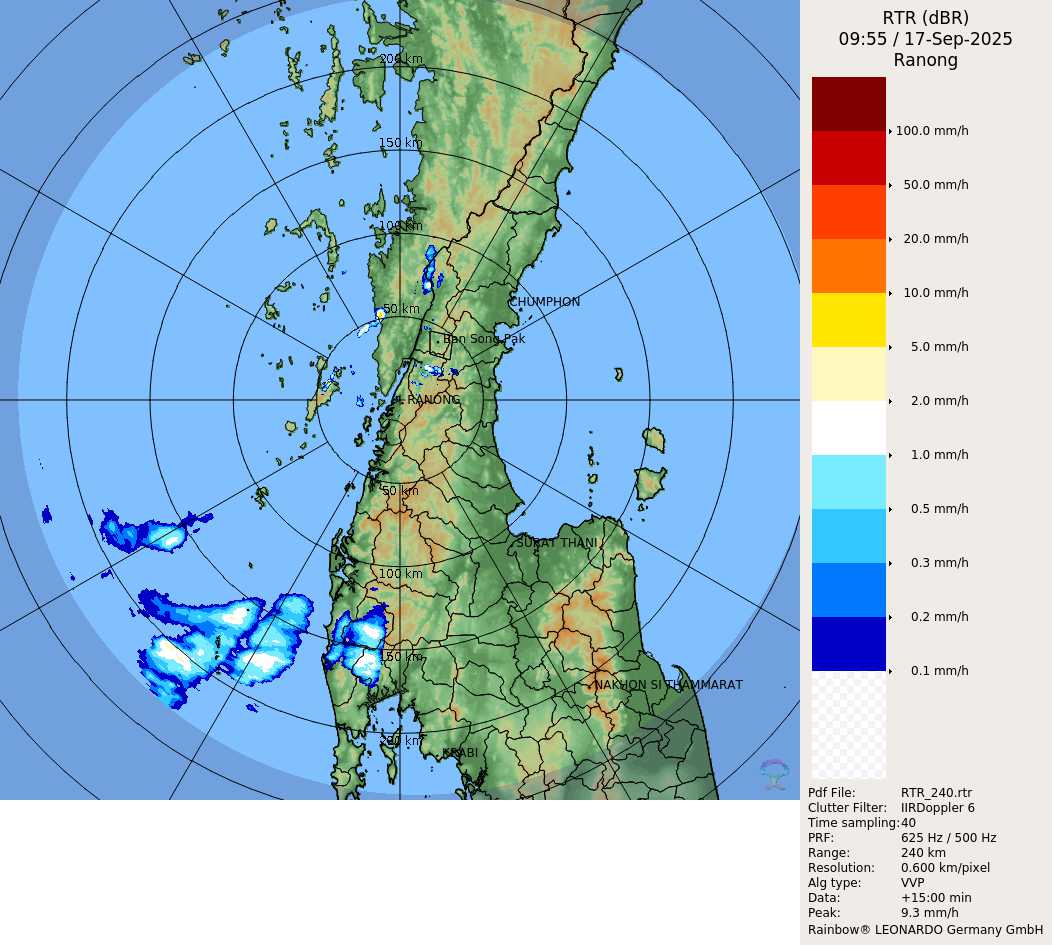 RTR (dBR)
09:55 / 17-Sep-2025
Ranong
100.0 mm/h
50.0 mm/h
20.0 mm/h
10.0 mm/h
5.0 mm/h
2.0 mm/h
1.0 mm/h
0.5 mm/h
0.3 mm/h
0.2 mm/h
0.1 mm/h
200 km
150 km
100 km
50 km
CHUMPHON
Ban Song Pak
RANONG
50 km
SURAT THANI
100 km
150 km
NAKHON SI THAMMARAT
200 km
KRABI
Pdf File: RTR_240.rtr
Clutter Filter: IIRDoppler 6
Time sampling: 40
PRF: 625 Hz / 500 Hz
Range: 240 km
Resolution: 0.600 km/pixel
Alg type: VVP
Data: +15:00 min
Peak: 9.3 mm/h
Rainbow® LEONARDO Germany GmbH